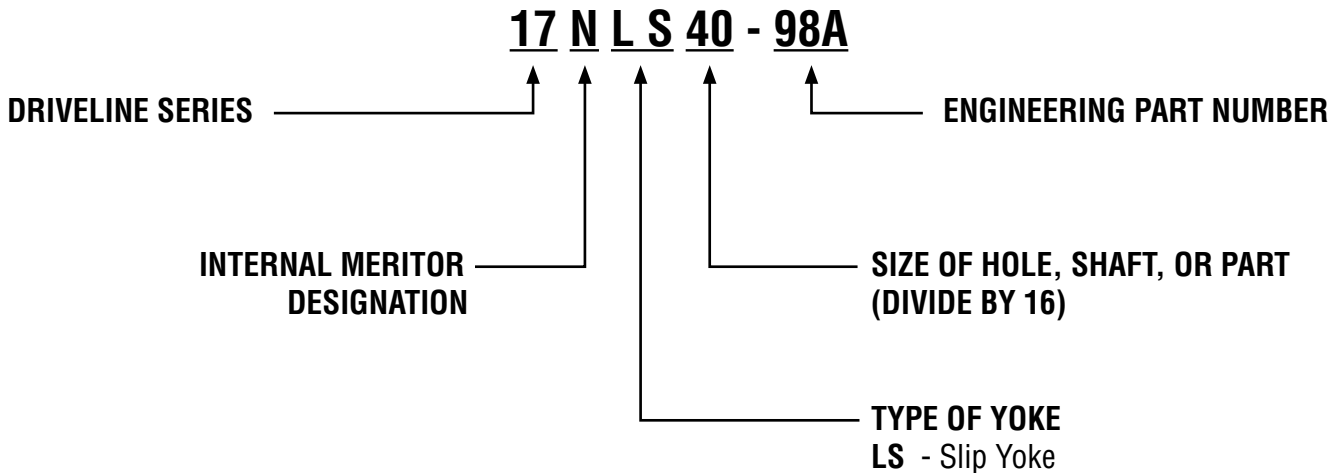 17 N L S 40 - 98A
DRIVELINE SERIES
ENGINEERING PART NUMBER
INTERNAL MERITOR
DESIGNATION
SIZE OF HOLE, SHAFT, OR PART
(DIVIDE BY 16)
TYPE OF YOKE
LS - Slip Yoke